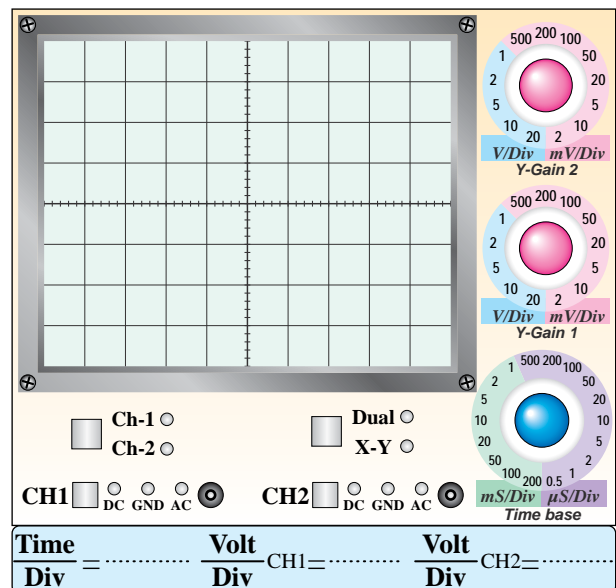 500 200 100
1 50
2 20
5 10
10 20 2
V/Div mV/Div
Y-Gain 2
500 200 100
1 50
2 20
5 10
10 20 2
V/Div mV/Div
Y-Gain 1
500 200 100
1 50
2 20
5 10
10 5
20 2
50 1
100 200 0.5
mS/Div µS/Div
Time base
Ch-1
Ch-2
Dual
X-Y
CH1 DC GND AC
CH2 DC GND AC
Time Volt Volt
= ............ CH1= ............ CH2= ............
Div Div Div